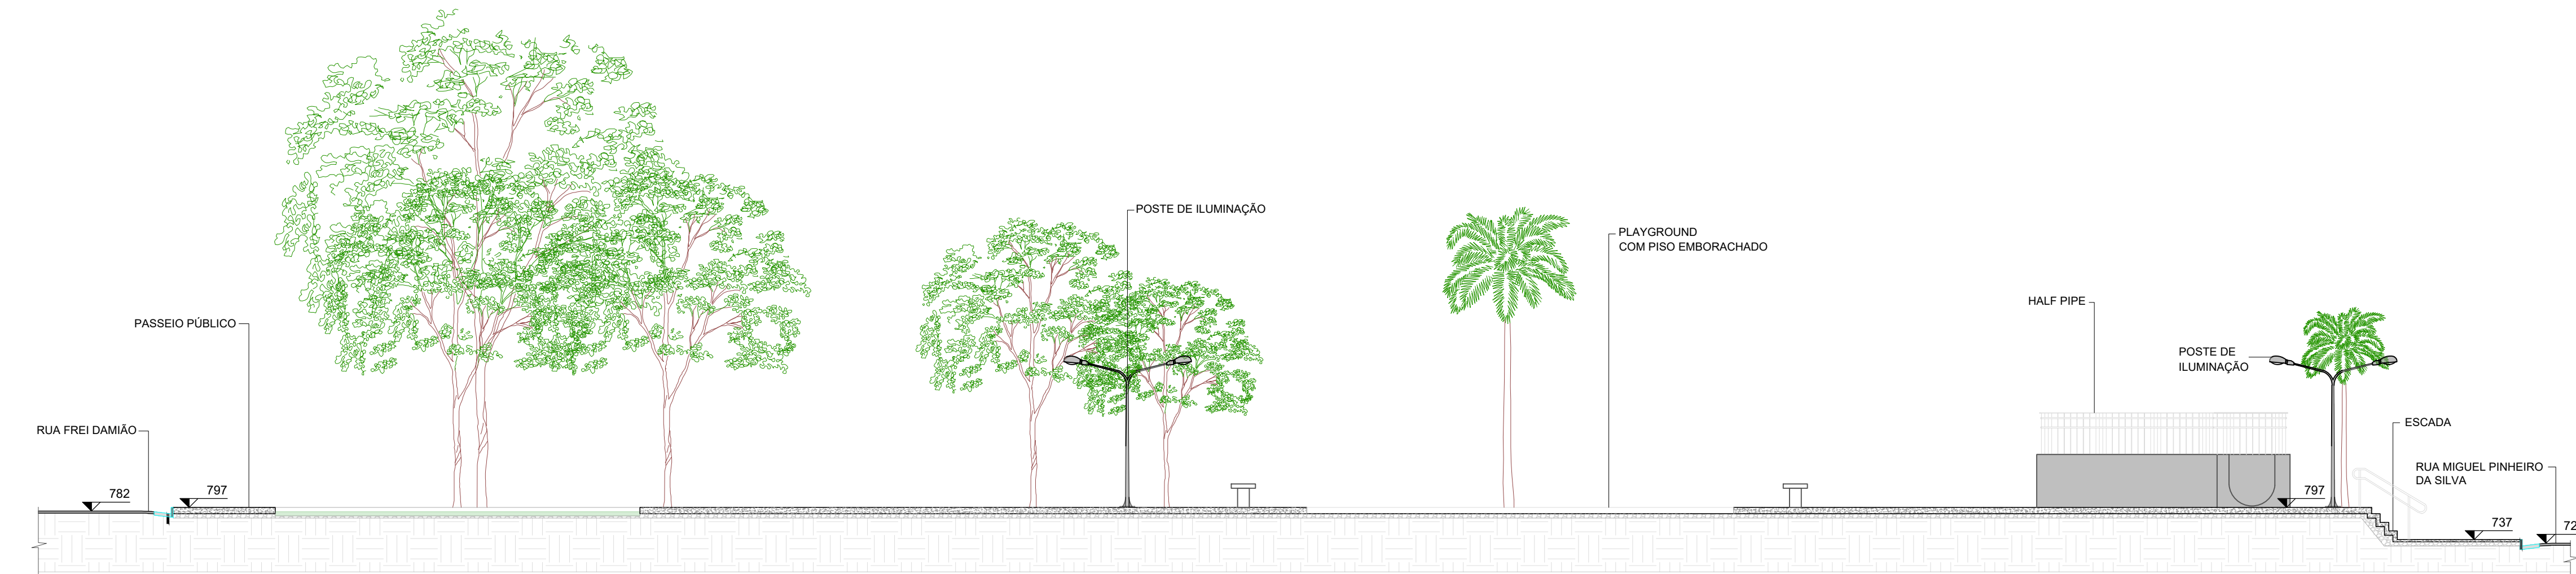 POSTE DE ILUMINAÇÃO
PLAYGROUND
COM PISO EMBORACHADO
HALF PIPE
PASSEIO PÚBLICO
POSTE DE
ILUMINAÇÃO
ESCADA
RUA FREI DAMIÃO
RUA MIGUEL PINHEIRO
DA SILVA
782
797
797
737